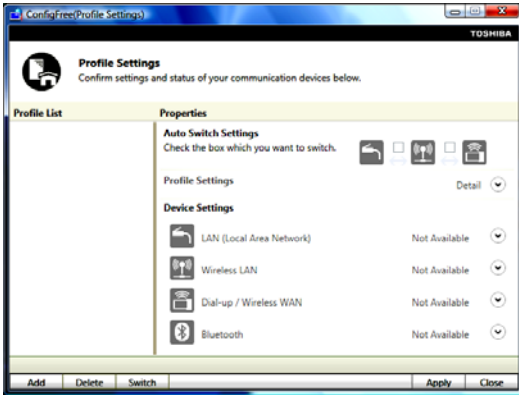 ConfigFree(Profile Settings)
TOSHIBA
Profile Settings
Confirm settings and status of your communication devices below.
Profile List
Properties
Auto Switch Settings
Check the box which you want to switch.
Profile Settings
Detail
Device Settings
LAN (Local Area Network)
Not Available
Wireless LAN
Not Available
Dial-up / Wireless WAN
Not Available
Bluetooth
Not Available
Add
Delete
Switch
Apply
Close